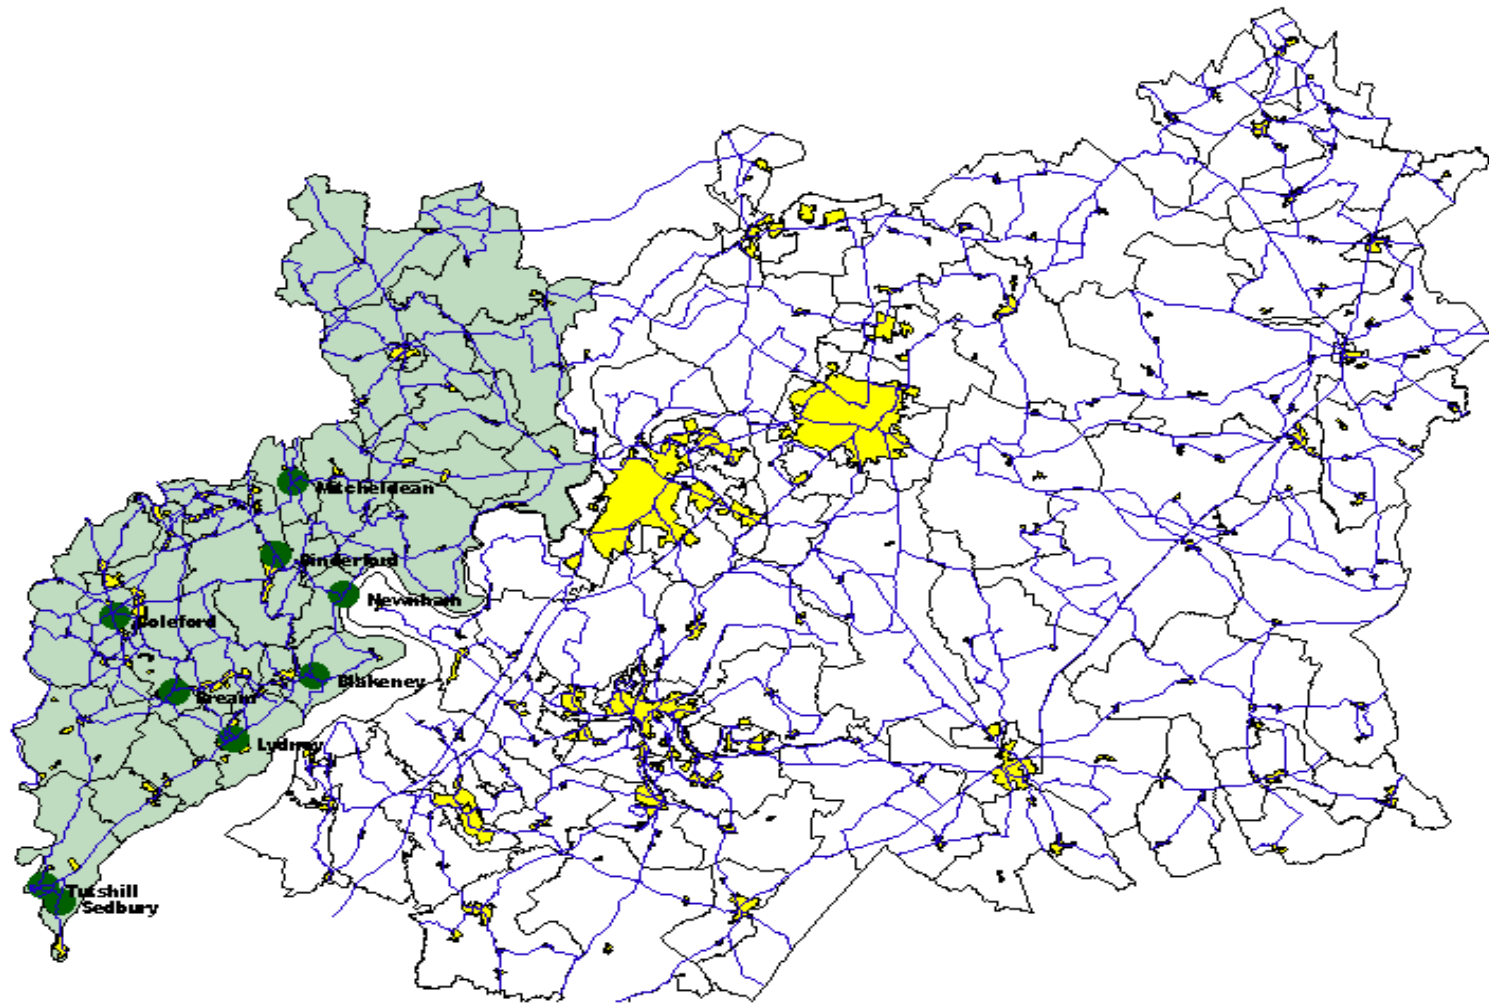 Mitcheldean
Cinderford
Newnham
Coleford
Blakeney
Bream
Lydney
Tutshill
Sedbury